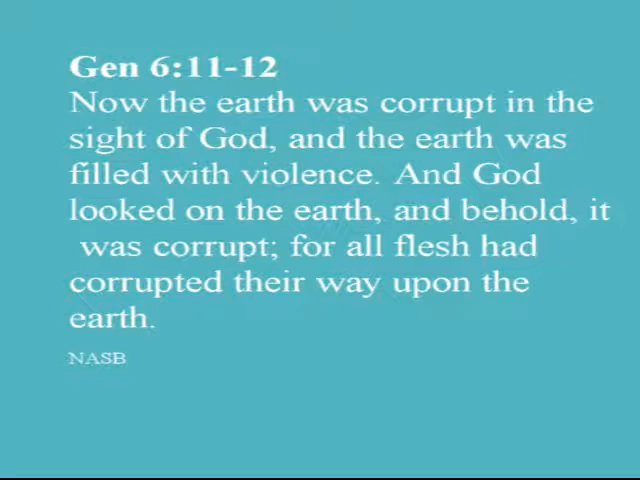 Gen 6:11-12
Now the earth was corrupt in the
sight of God, and the earth was
filled with violence. And God
looked on the earth, and behold, it
was corrupt; for all flesh had
corrupted their way upon the
earth.
NASB